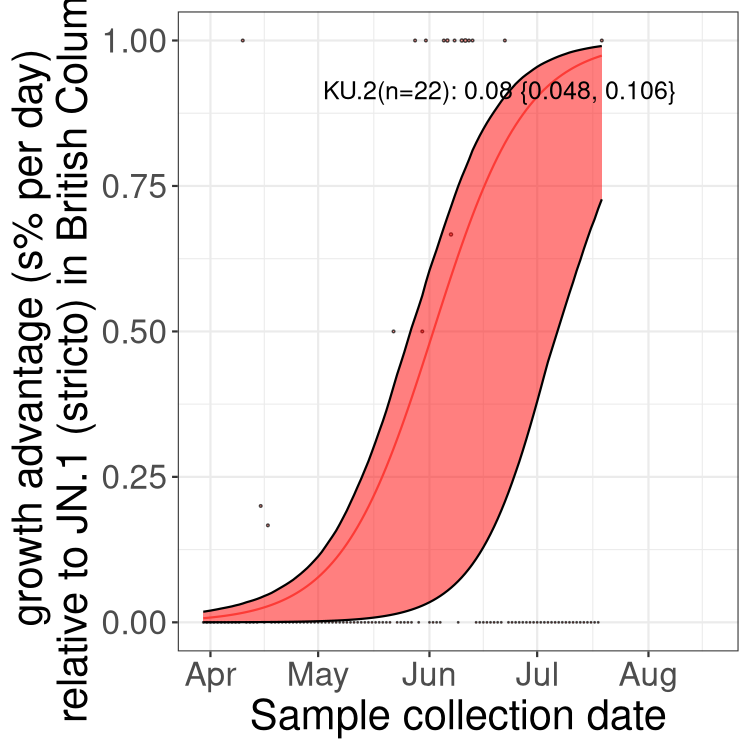 growth advantage (s% per day)
relative to JN.1 (stricto) in British Colum
1.00
0.75
0.50
0.25
0.00
KU.2(n=22): 0.08 {0.048, 0.106}
Apr May Jun Jul Aug
Sample collection date